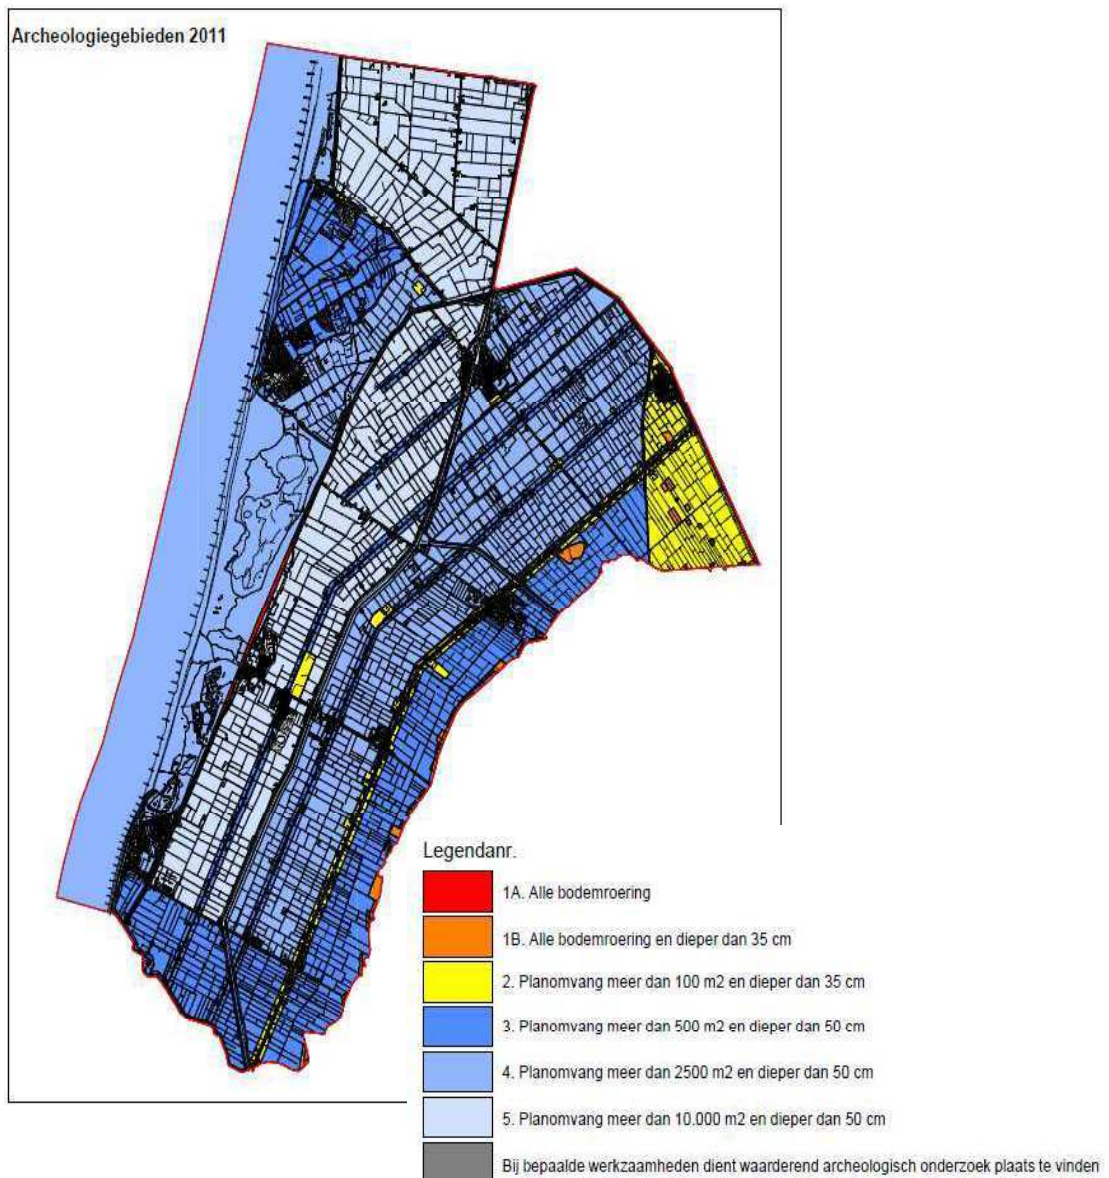 Archeologiegebieden 2011
Legendanr.
1A. Alle bodemroering
1B. Alle bodemroering en dieper dan 35 cm
2. Planomvang meer dan 100 m2 en dieper dan 35 cm
3. Planomvang meer dan 500 m2 en dieper dan 50 cm
4. Planomvang meer dan 2500 m2 en dieper dan 50 cm
5. Planomvang meer dan 10.000 m2 en dieper dan 50 cm
Bij bepaalde werkzaamheden dient waarderend archeologisch onderzoek plaats te vinden